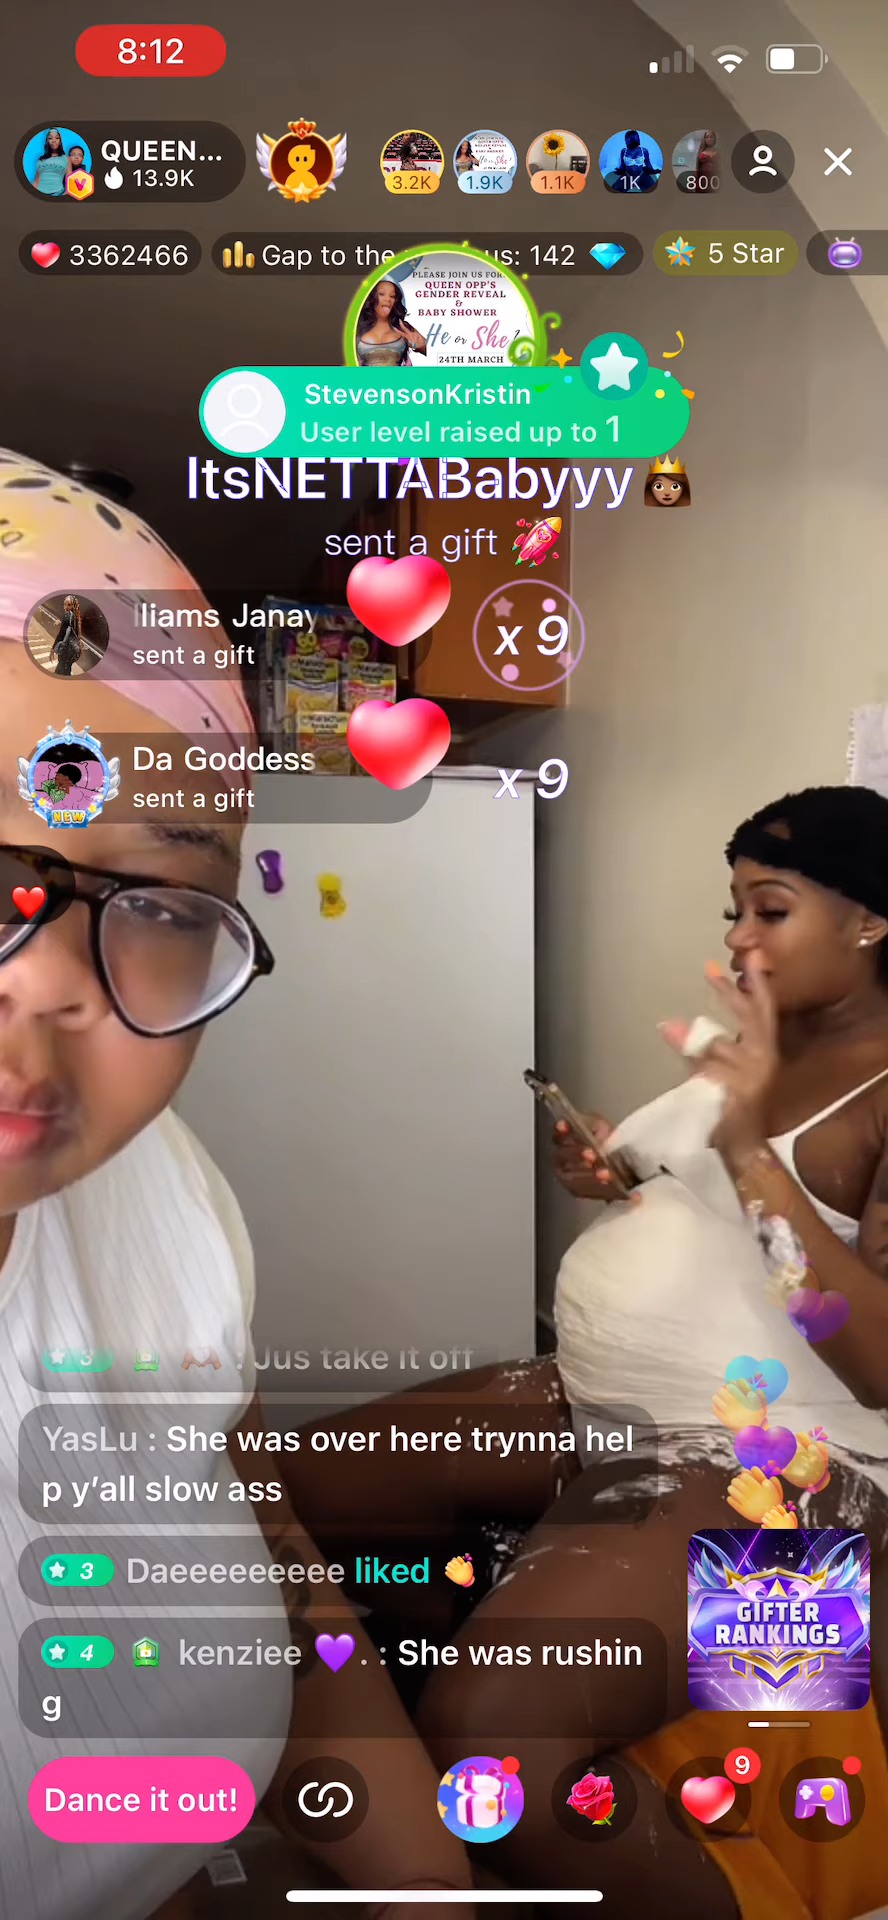 8:12
QUEEN...
13.9K
3.2K
1.9K
1.1K
1K
800
3362466
Gap to the
us: 142
5 Star
PLEASE JOIN US FOR
QUEEN OPP'S
GENDER REVEAL
&
BABY SHOWER
He or She?
24TH MARCH
StevensonKristin
User level raised up to 1
ItsNETTABabyyy
sent a gift
lliams Janay
sent a gift
x 9
Da Goddess
sent a gift
x 9
NEW
3 : Jus take it off
YasLu : She was over here trynna hel
p y'all slow ass
3 Daeeeeeeeee liked
4 kenziee 💜. : She was rushin
g
GIFTER
RANKINGS
Dance it out!
9